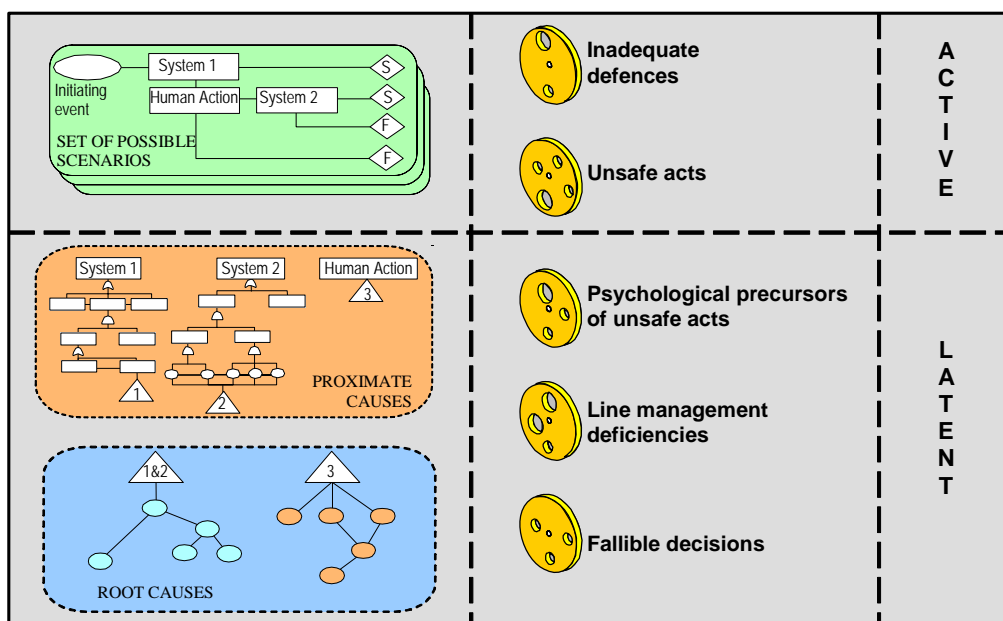 System 1
S
Initiating
event
Human Action
System 2
S
F
SET OF POSSIBLE
SCENARIOS
F
Inadequate
defences
Unsafe acts
ACTIVE
System 1
System 2
Human Action
3
1
2
PROXIMATE
CAUSES
1&2
3
ROOT CAUSES
Psychological precursors
of unsafe acts
Line management
deficiencies
Fallible decisions
LATENT